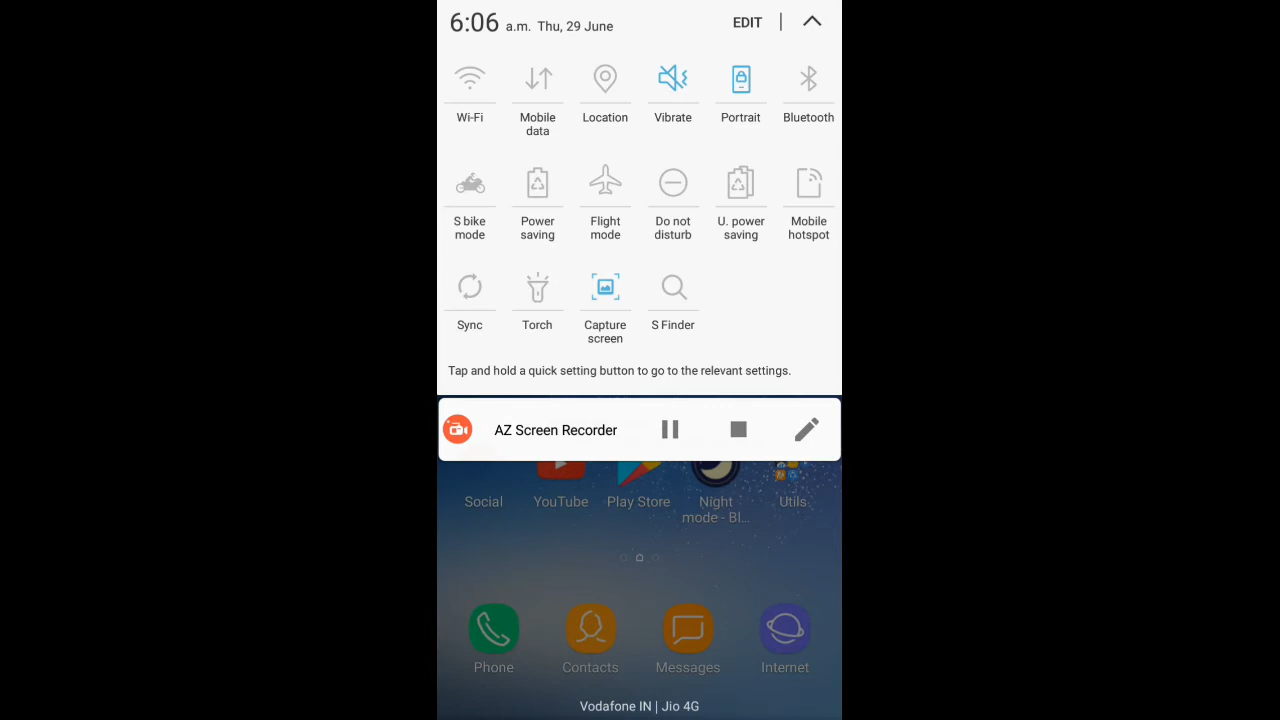 6:06 a.m. Thu, 29 June EDIT
Wi-Fi Mobile data Location Vibrate Portrait Bluetooth
S bike mode Power saving Flight mode Do not disturb U. power saving Mobile hotspot
Sync Torch Capture screen S Finder
Tap and hold a quick setting button to go to the relevant settings.
AZ Screen Recorder
Social YouTube Play Store Night mode - Bl... Utils
Phone Contacts Messages Internet
Vodafone IN | Jio 4G